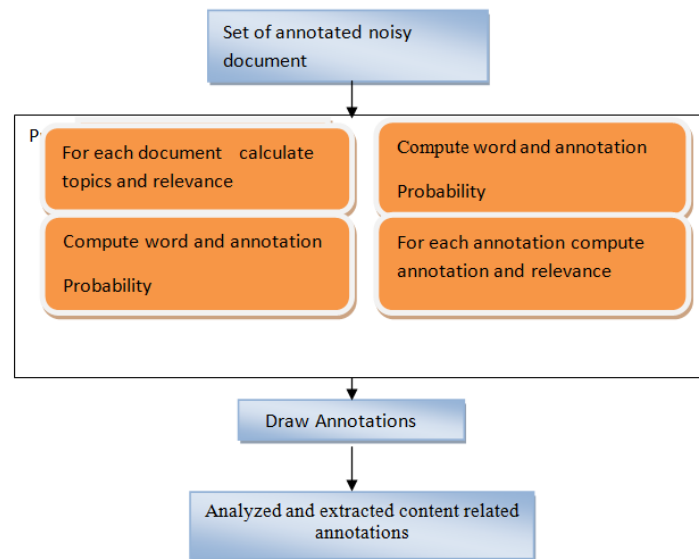 Set of annotated noisy
document
For each document calculate
topics and relevance
Compute word and annotation
Probability
Compute word and annotation
Probability
For each annotation compute
annotation and relevance
Draw Annotations
Analyzed and extracted content related
annotations